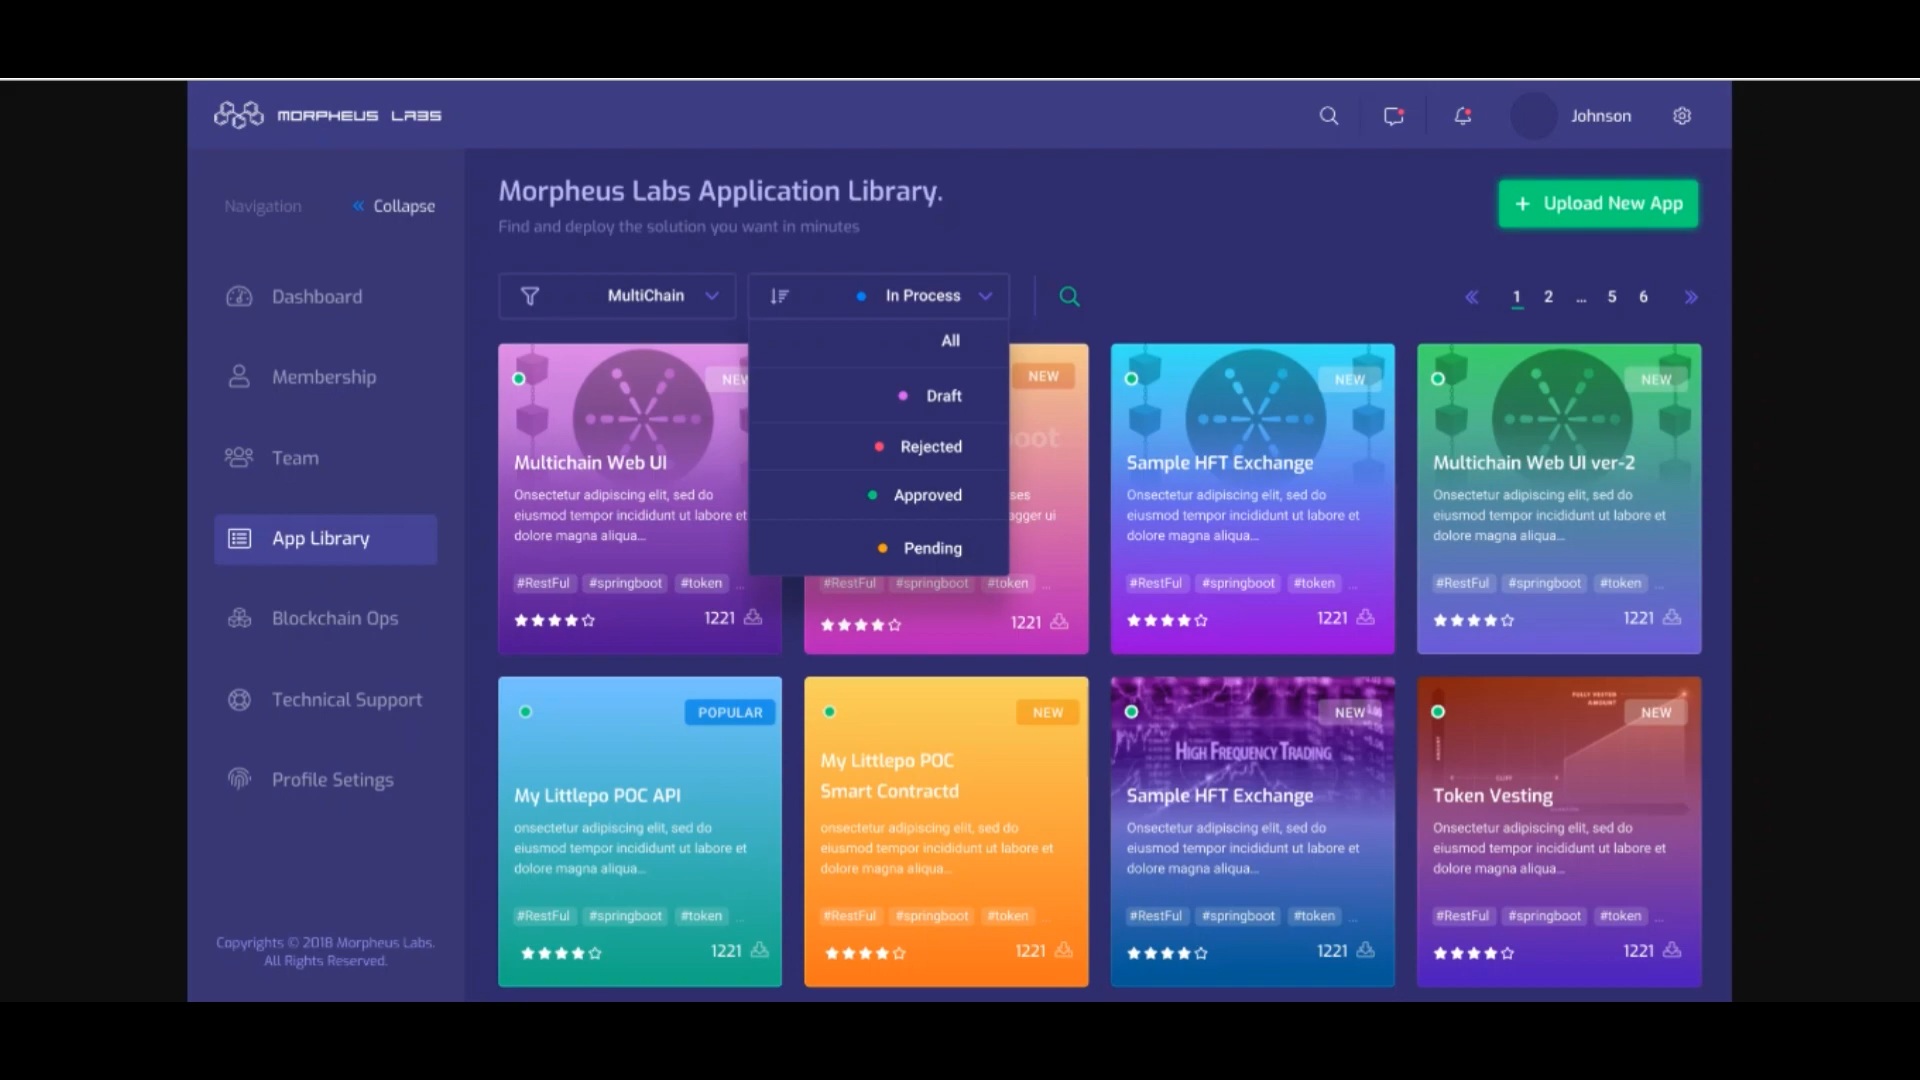 MORPHEUS LABS
Johnson
Navigation
Collapse
Dashboard
Membership
Team
App Library
Blockchain Ops
Technical Support
Profile Setings
Copyrights © 2018 Morpheus Labs.
All Rights Reserved.
Morpheus Labs Application Library.
Find and deploy the solution you want in minutes
+ Upload New App
MultiChain
In Process
All
Draft
Rejected
Approved
Pending
1 2 ... 5 6
NEW
Multichain Web UI
Onsectetur adipiscing elit, sed do
eiusmod tempor incididunt ut labore et
dolore magna aliqua...
#RestFul #springboot #token ...
1221
NEW
oot
ses
agger ui
#RestFul #springboot #token ...
1221
NEW
Sample HFT Exchange
Onsectetur adipiscing elit, sed do
eiusmod tempor incididunt ut labore et
dolore magna aliqua...
#RestFul #springboot #token ...
1221
NEW
Multichain Web UI ver-2
Onsectetur adipiscing elit, sed do
eiusmod tempor incididunt ut labore et
dolore magna aliqua...
#RestFul #springboot #token ...
1221
POPULAR
My Littlepo POC API
onsectetur adipiscing elit, sed do
eiusmod tempor incididunt ut labore et
dolore magna aliqua...
#RestFul #springboot #token ...
1221
NEW
My Littlepo POC
Smart Contractd
onsectetur adipiscing elit, sed do
eiusmod tempor incididunt ut labore et
dolore magna aliqua...
#RestFul #springboot #token ...
1221
NEW
HIGH FREQUENCY TRADING
Sample HFT Exchange
Onsectetur adipiscing elit, sed do
eiusmod tempor incididunt ut labore et
dolore magna aliqua...
#RestFul #springboot #token ...
1221
FULLY VESTED
AMOUNT
NEW
AMOUNT
CLIFF
Token Vesting
Onsectetur adipiscing elit, sed do
eiusmod tempor incididunt ut labore et
dolore magna aliqua...
#RestFul #springboot #token ...
1221